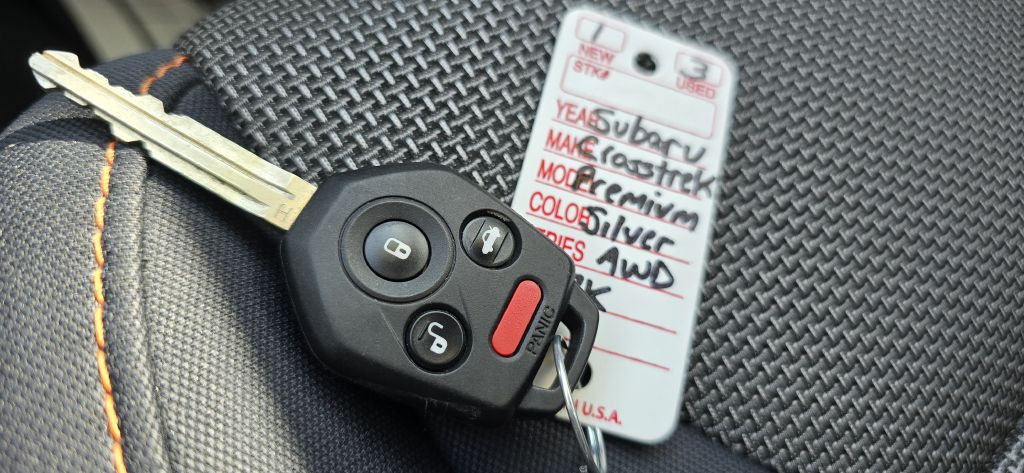 1 3
NEW USED
STK#
YEAR Subaru
MAKE Crosstrek
MODEL Premium
COLOR Silver
AWD
PANIC
U.S.A.
H